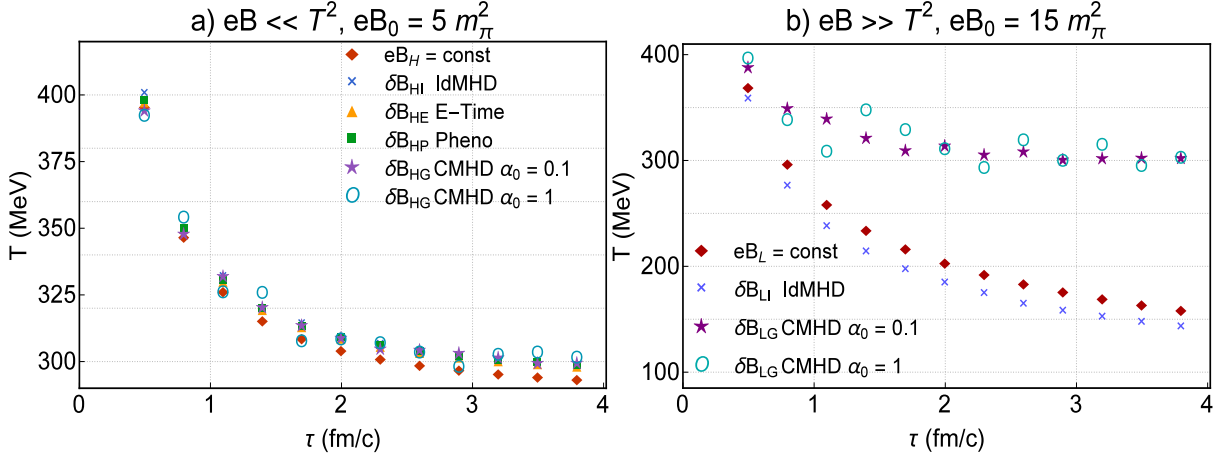 a) eB << T², eB₀ = 5 m²π
T (MeV)
400
375
350
325
300
eB_H = const
δB_HI IdMHD
δB_HE E−Time
δB_HP Pheno
δB_HG CMHD α₀ = 0.1
δB_HG CMHD α₀ = 1
0 1 2 3 4
τ (fm/c)
b) eB >> T², eB₀ = 15 m²π
T (MeV)
400
300
200
100
eB_L = const
δB_LI IdMHD
δB_LG CMHD α₀ = 0.1
δB_LG CMHD α₀ = 1
0 1 2 3 4
τ (fm/c)